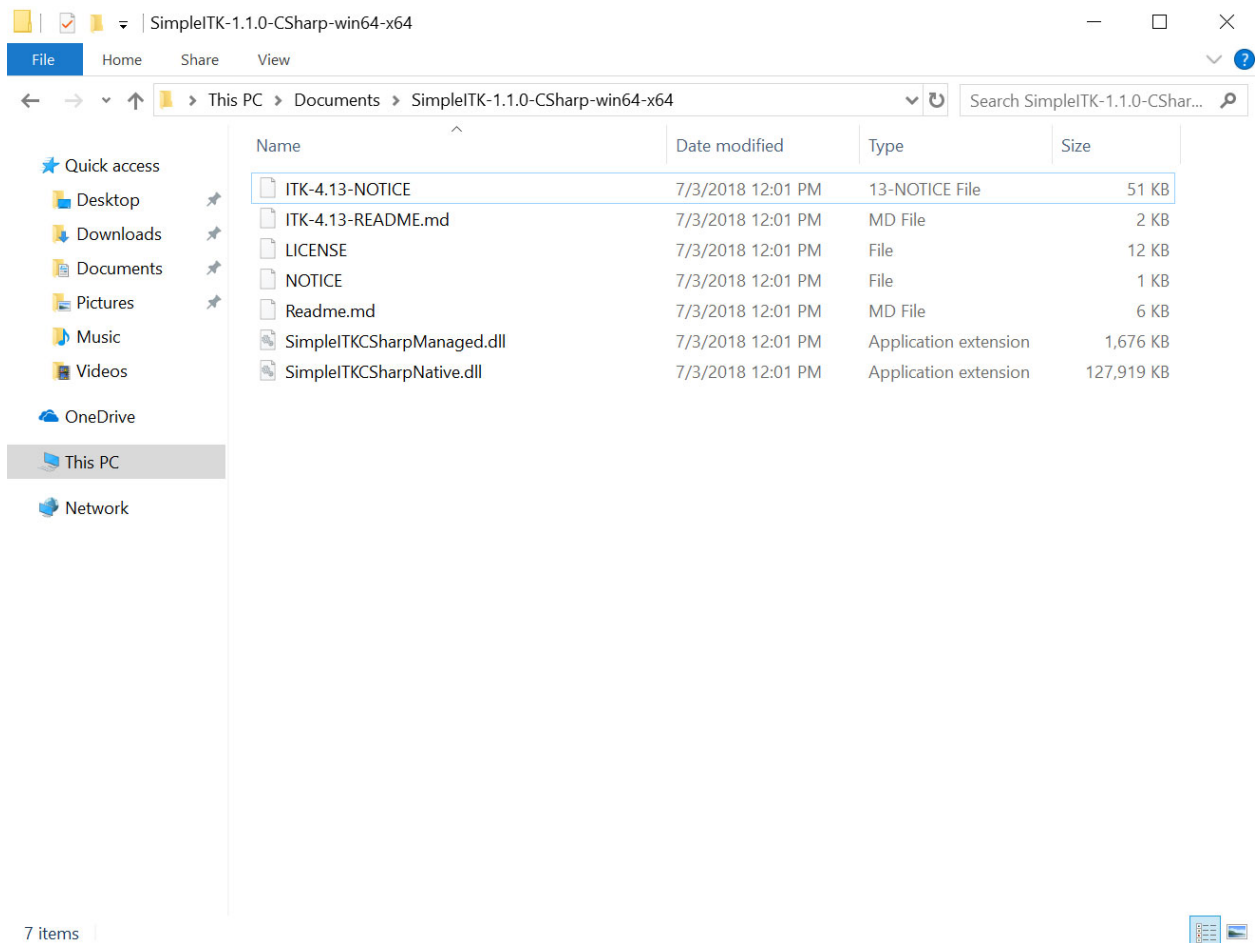 SimpleITK-1.1.0-CSharp-win64-x64
File Home Share View
?
This PC Documents SimpleITK-1.1.0-CSharp-win64-x64
Search SimpleITK-1.1.0-CShar...
Name Date modified Type Size
Quick access
Desktop
Downloads
Documents
Pictures
Music
Videos
OneDrive
This PC
Network
ITK-4.13-NOTICE 7/3/2018 12:01 PM 13-NOTICE File 51 KB
ITK-4.13-README.md 7/3/2018 12:01 PM MD File 2 KB
LICENSE 7/3/2018 12:01 PM File 12 KB
NOTICE 7/3/2018 12:01 PM File 1 KB
Readme.md 7/3/2018 12:01 PM MD File 6 KB
SimpleITKCSharpManaged.dll 7/3/2018 12:01 PM Application extension 1,676 KB
SimpleITKCSharpNative.dll 7/3/2018 12:01 PM Application extension 127,919 KB
7 items